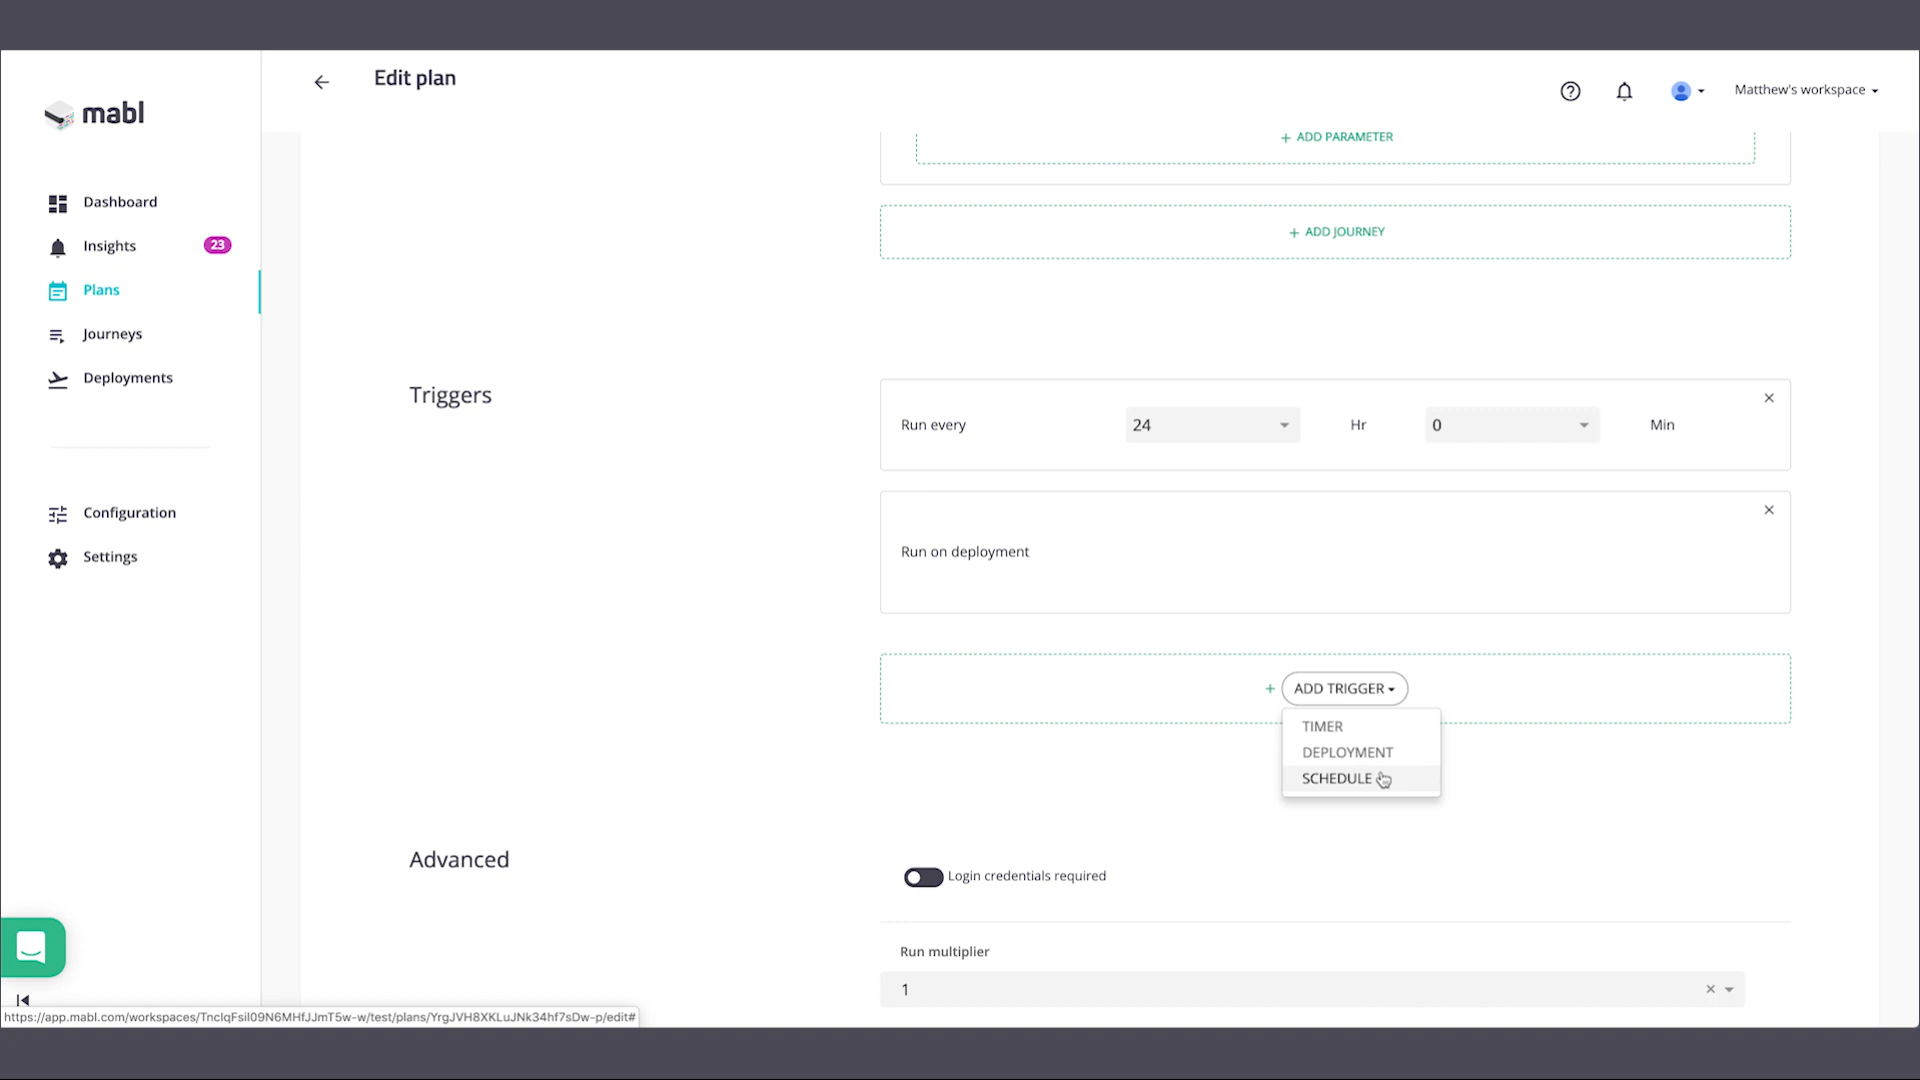 mabl
Edit plan
Matthew's workspace
Dashboard
Insights
23
Plans
Journeys
Deployments
Configuration
Settings
+ ADD PARAMETER
+ ADD JOURNEY
Triggers
Run every
24
Hr
0
Min
Run on deployment
+ ADD TRIGGER
TIMER
DEPLOYMENT
SCHEDULE
Advanced
Login credentials required
Run multiplier
1
https://app.mabl.com/workspaces/TnclqFsil09N6MHfJJmT5w-w/test/plans/YrgJVH8XKLuJNk34hf7sDw-p/edit#